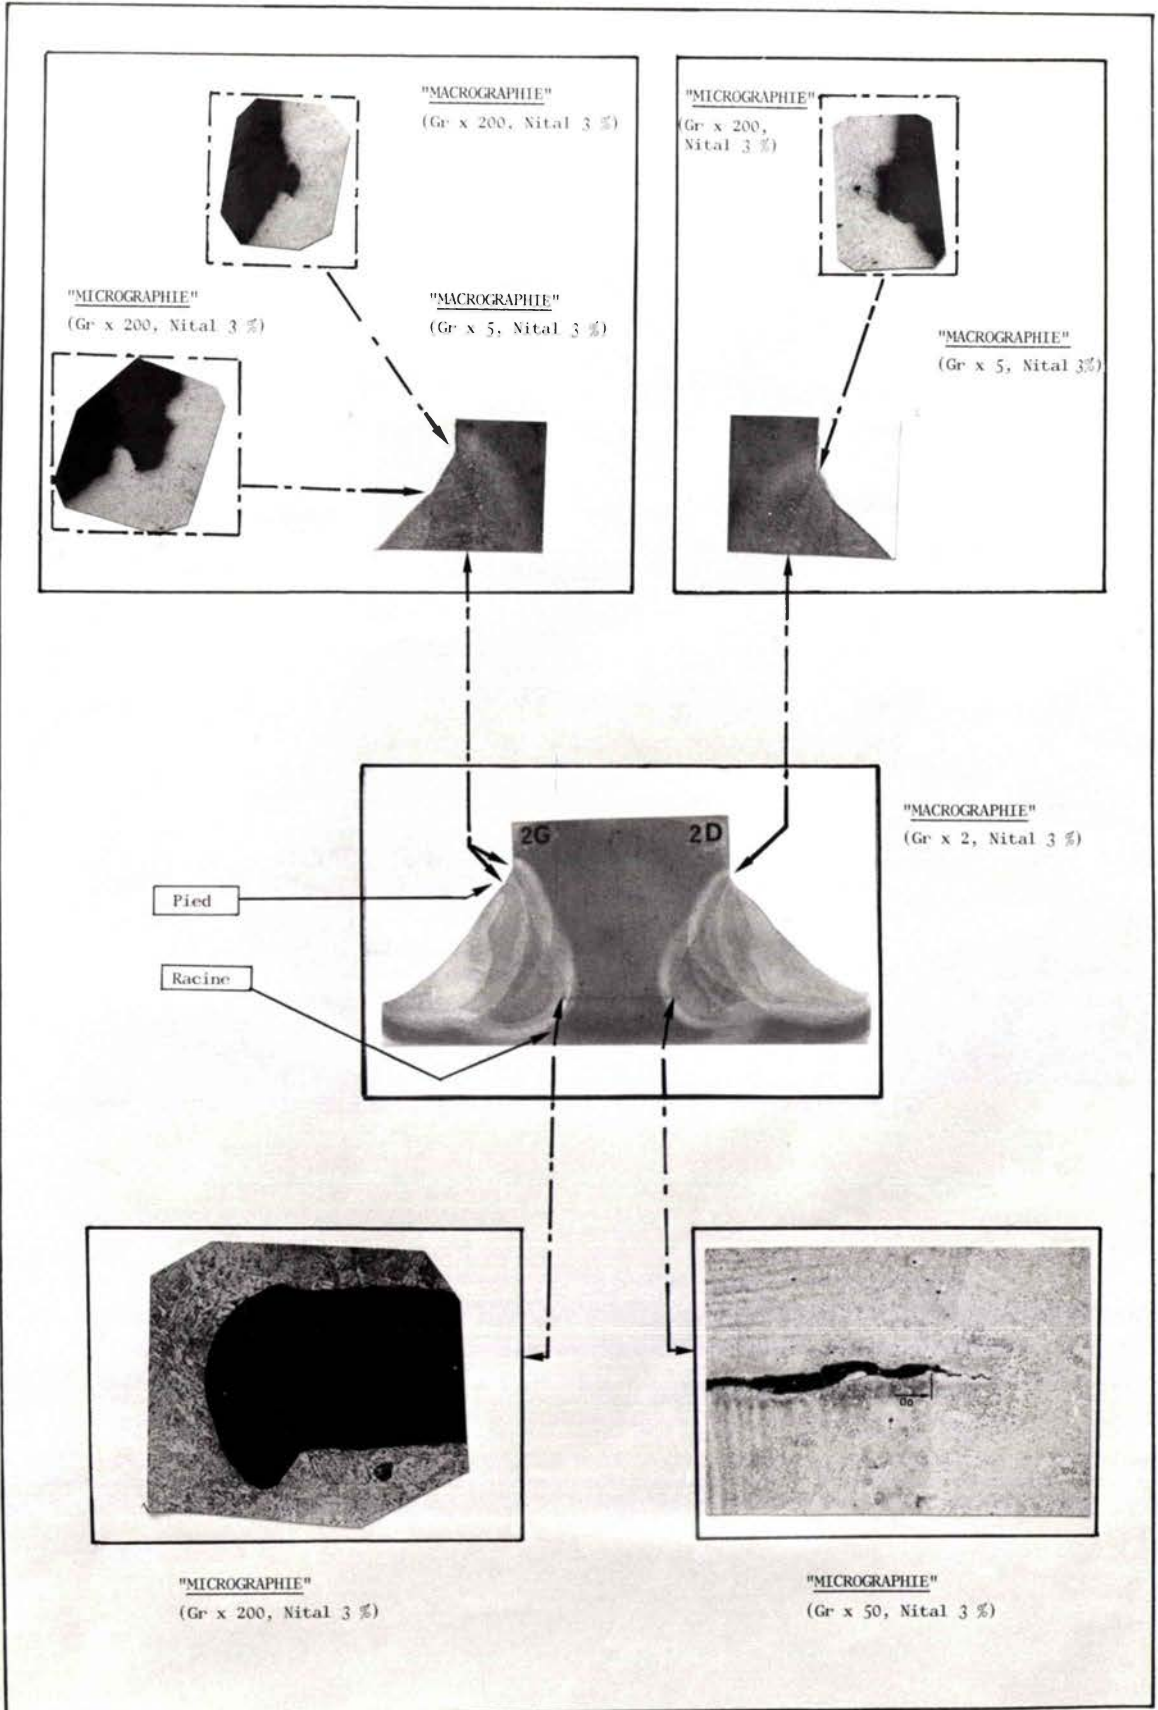 "MACROGRAPHIE"
(Gr x 200, Nital 3 %)
"MICROGRAPHIE"
(Gr x 200, Nital 3 %)
"MACROGRAPHIE"
(Gr x 5, Nital 3 %)
"MICROGRAPHIE"
(Gr x 200,
Nital 3 %)
"MACROGRAPHIE"
(Gr x 5, Nital 3%)
2G 2D
"MACROGRAPHIE"
(Gr x 2, Nital 3 %)
Pied
Racine
"MICROGRAPHIE"
(Gr x 200, Nital 3 %)
"MICROGRAPHIE"
(Gr x 50, Nital 3 %)